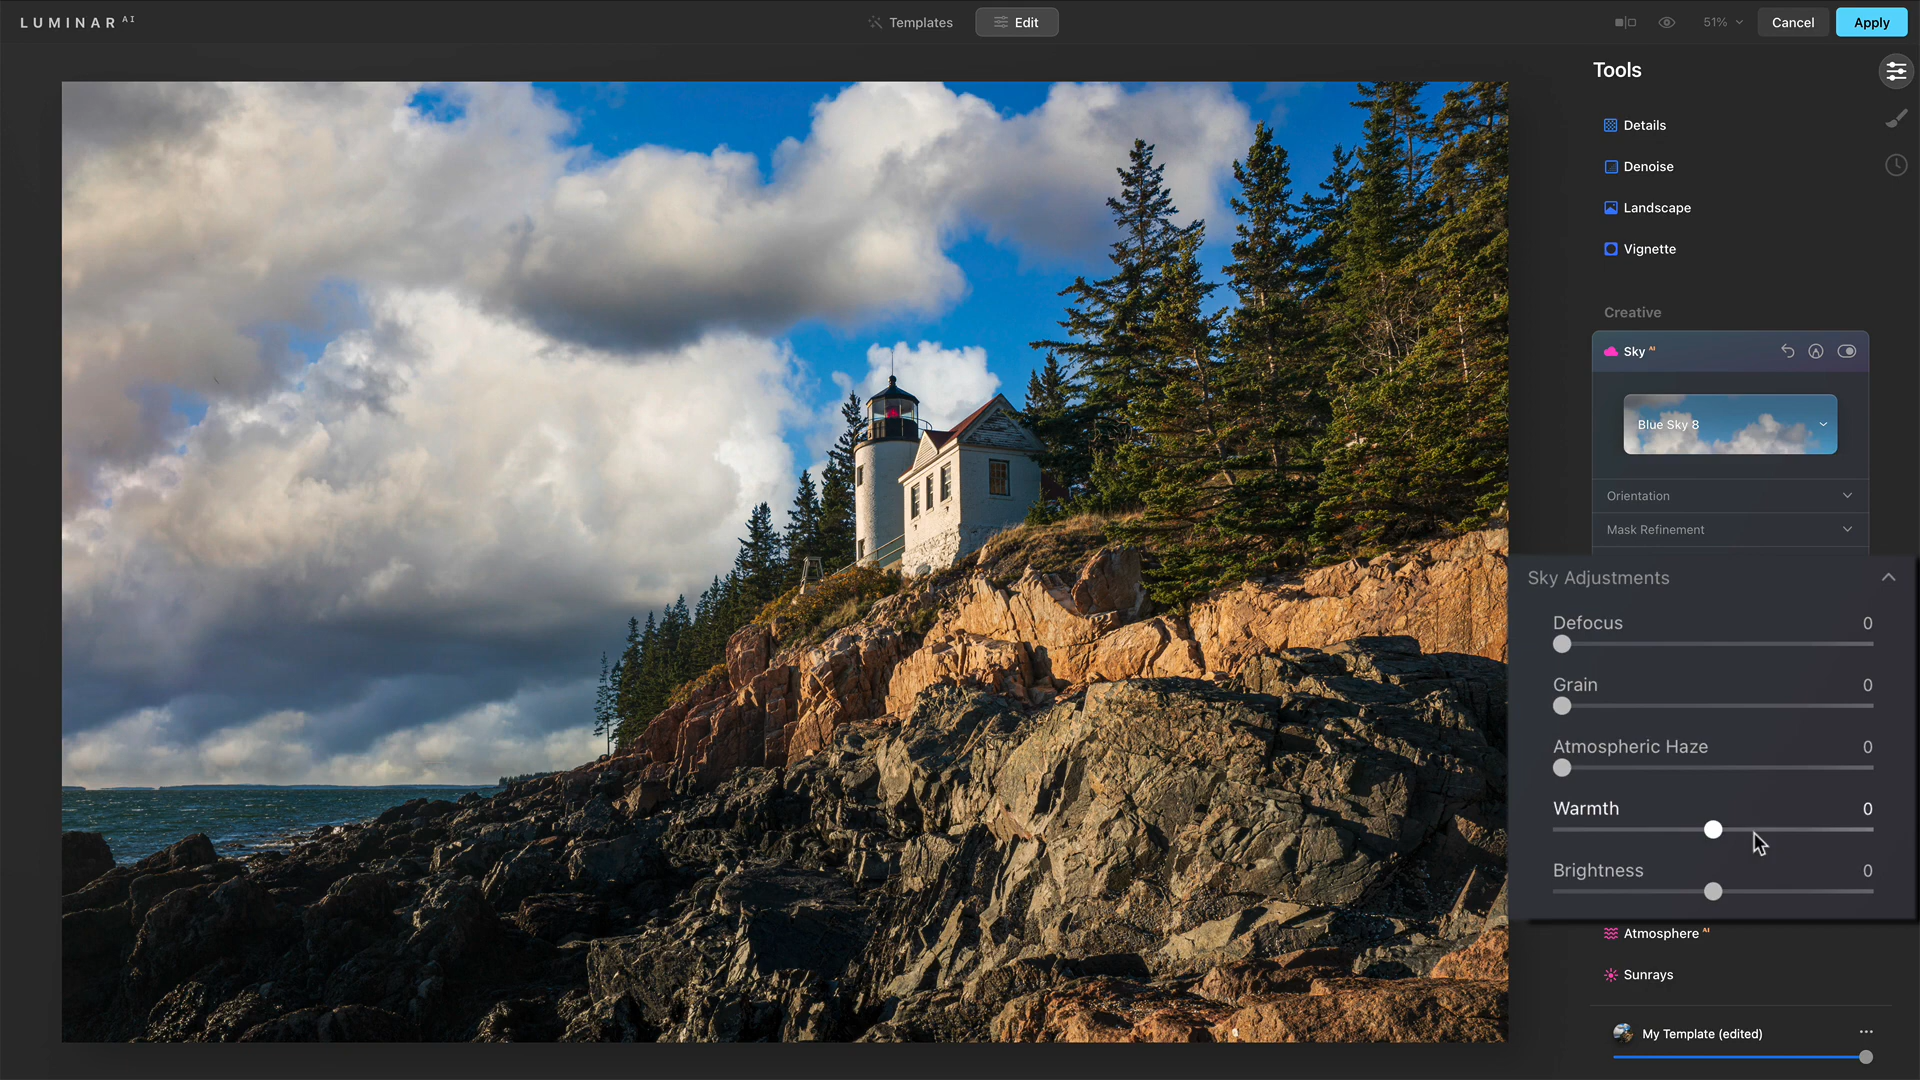 LUMINAR AI
Templates
Edit
51%
Cancel
Apply
Tools
Details
Denoise
Landscape
Vignette
Creative
Sky AI
Blue Sky 8
Orientation
Mask Refinement
Sky Adjustments
Defocus 0
Grain 0
Atmospheric Haze 0
Warmth 0
Brightness 0
Atmosphere AI
Sunrays
My Template (edited)